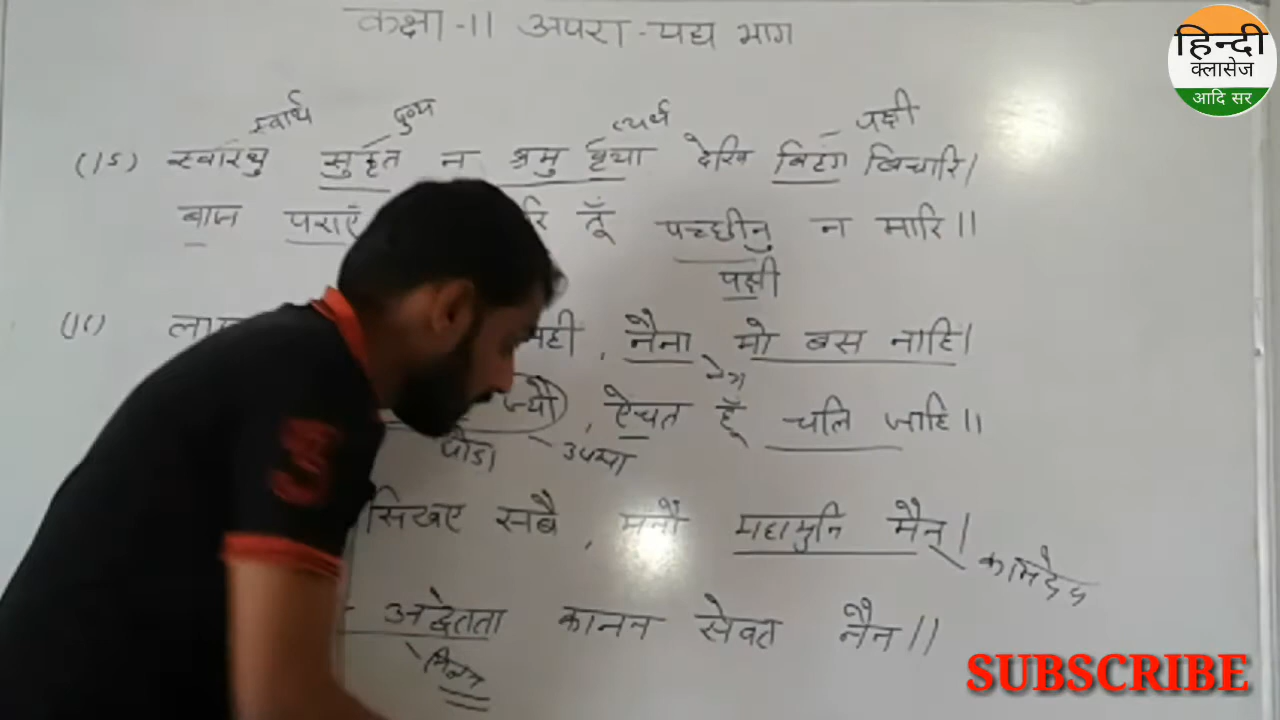 कक्षा -11 अपरा -पद्य भाग
हिन्दी
क्लासेज
आदि सर
स्वार्थ पुण्य व्यर्थ पक्षी
(15) स्वारथु सुकृत न श्रमु वृथा देखि बिहंग बिचारि।
बाज पराएँ रि तूँ पच्छीनु न मारि॥
पक्षी
ला ही , नैना मो बस नाहि।
नेत्र
ज्यौं , ऐंचत हूँ चलि जाहि॥
घोडा उपमा
सिखए सबै , मनौ महामुनि मैन।
कामदेव
अद्वैतता कानन सेवत नैन॥
SUBSCRIBE